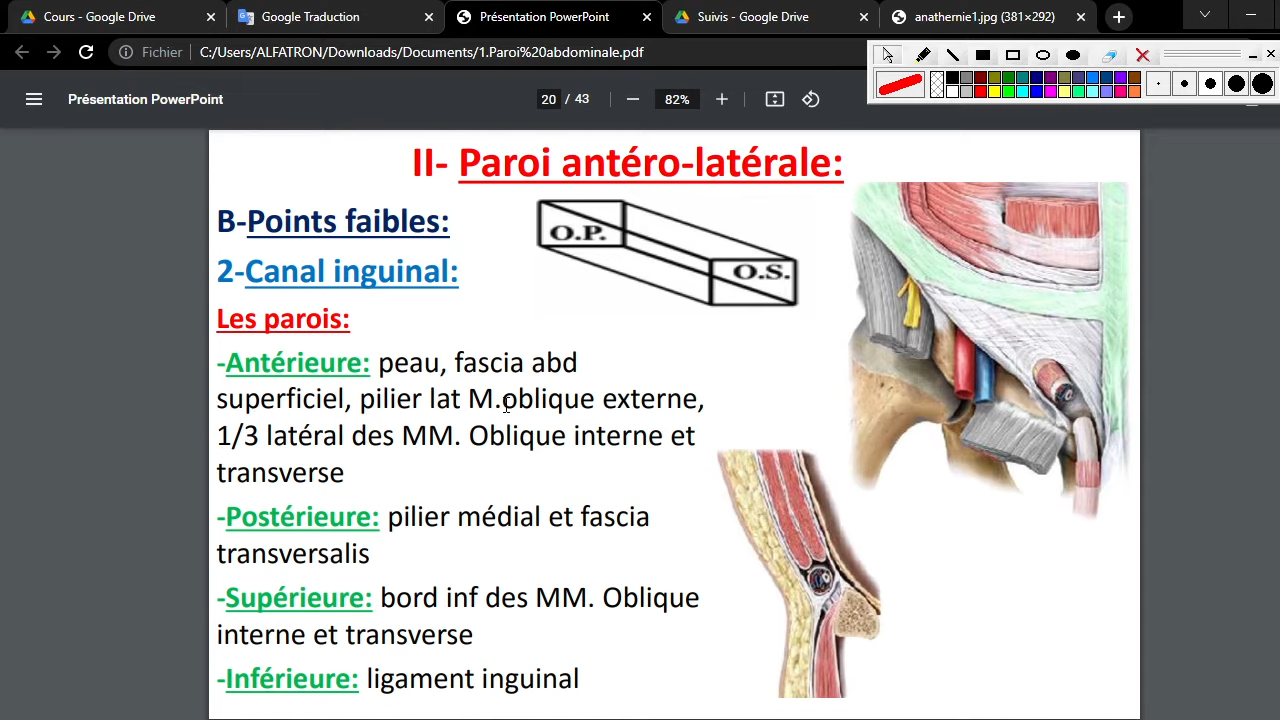 Cours - Google Drive
Google Traduction
Présentation PowerPoint
Suivis - Google Drive
anathemie1.jpg (381×292)
Fichier
C:/Users/ALFATRON/Downloads/Documents/1.Paroi%20abdominale.pdf
Présentation PowerPoint
20 / 43
82%
II- Paroi antéro-latérale:
B-Points faibles:
O.P.
O.S.
2-Canal inguinal:
Les parois:
-Antérieure: peau, fascia abd
superficiel, pilier lat M.oblique externe,
1/3 latéral des MM. Oblique interne et
transverse
-Postérieure: pilier médial et fascia
transversalis
-Supérieure: bord inf des MM. Oblique
interne et transverse
-Inférieure: ligament inguinal